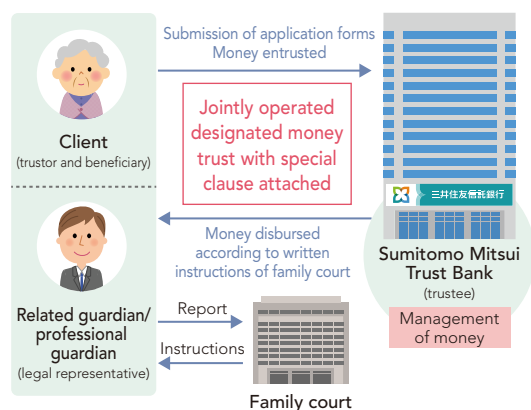 Submission of application forms
Money entrusted
Client
(trustor and beneficiary)
Jointly operated
designated money
trust with special
clause attached
三井住友信託銀行
Money disbursed
according to written
instructions of family court
Sumitomo Mitsui
Trust Bank
(trustee)
Management
of money
Related guardian/
professional
guardian
(legal representative)
Report
Instructions
Family court